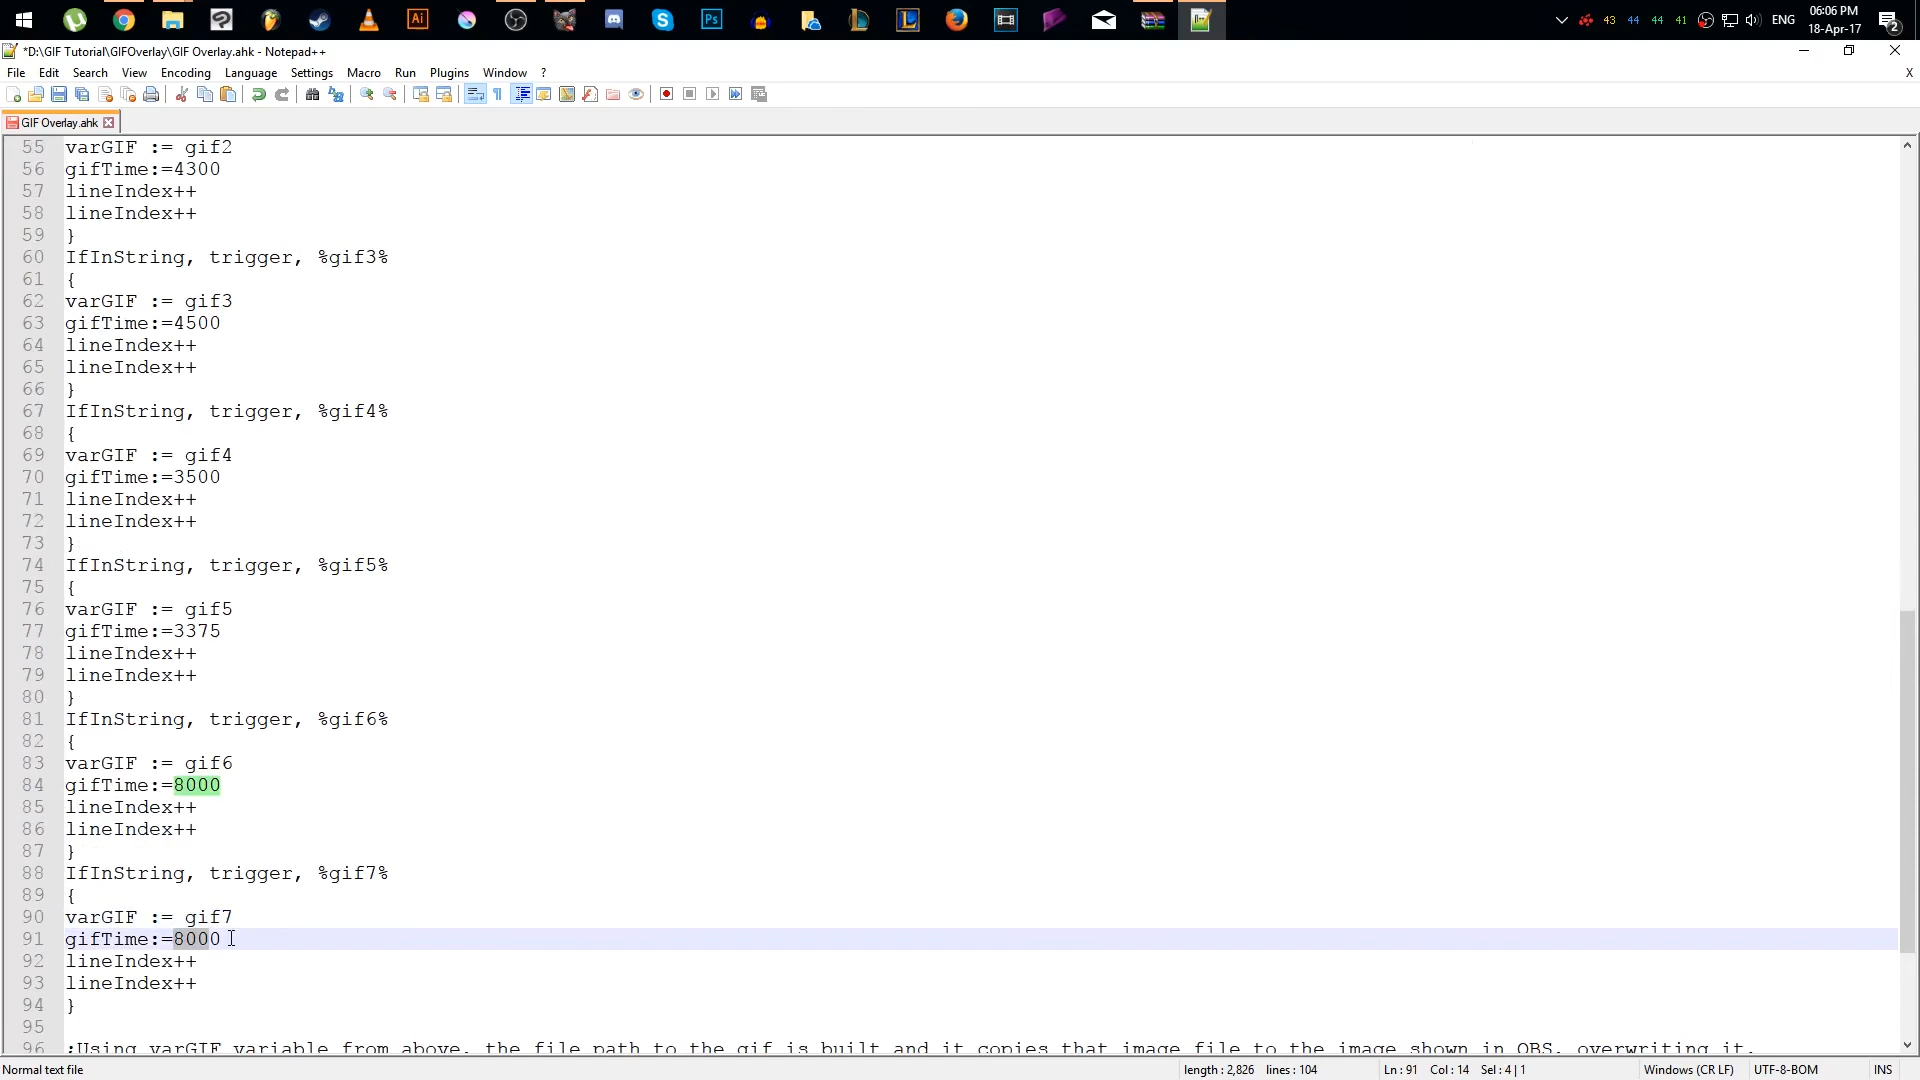 43 44 44 41 ENG 06:06 PM
18-Apr-17
2
*D:\GIF Tutorial\GIFOverlay\GIF Overlay.ahk - Notepad++
File Edit Search View Encoding Language Settings Macro Run Plugins Window ? X
GIF Overlay.ahk
55 varGIF := gif2
56 gifTime:=4300
57 lineIndex++
58 lineIndex++
59 }
60 IfInString, trigger, %gif3%
61 {
62 varGIF := gif3
63 gifTime:=4500
64 lineIndex++
65 lineIndex++
66 }
67 IfInString, trigger, %gif4%
68 {
69 varGIF := gif4
70 gifTime:=3500
71 lineIndex++
72 lineIndex++
73 }
74 IfInString, trigger, %gif5%
75 {
76 varGIF := gif5
77 gifTime:=3375
78 lineIndex++
79 lineIndex++
80 }
81 IfInString, trigger, %gif6%
82 {
83 varGIF := gif6
84 gifTime:=8000
85 lineIndex++
86 lineIndex++
87 }
88 IfInString, trigger, %gif7%
89 {
90 varGIF := gif7
91 gifTime:=8000
92 lineIndex++
93 lineIndex++
94 }
95
96 ;Using varGIF variable from above, the file path to the gif is built and it copies that image file to the image shown in OBS, overwriting it.
Normal text file length : 2,826 lines : 104 Ln : 91 Col : 14 Sel : 4 | 1 Windows (CR LF) UTF-8-BOM INS